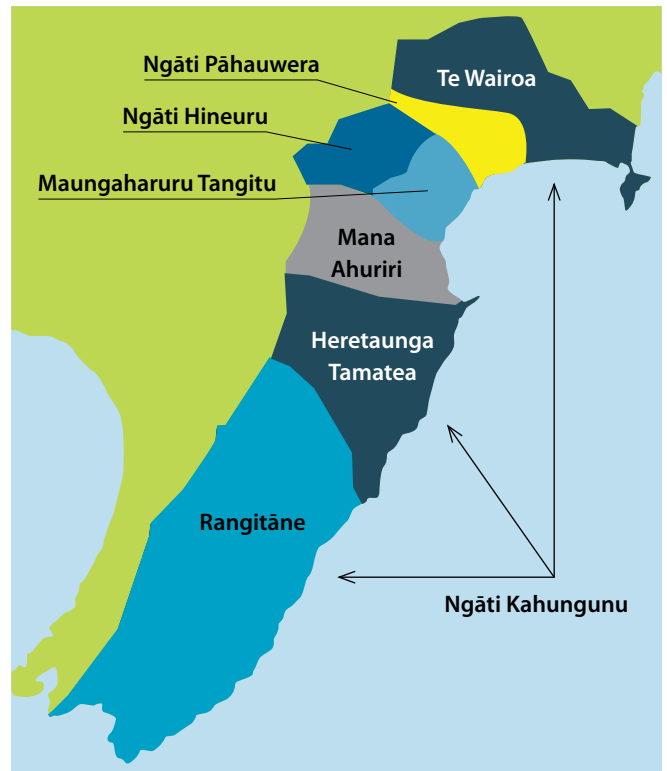 Ngāti Pāhauwera
Te Wairoa
Ngāti Hineuru
Maungaharuru Tangitu
Mana
Ahuriri
Heretaunga
Tamatea
Rangitāne
Ngāti Kahungunu